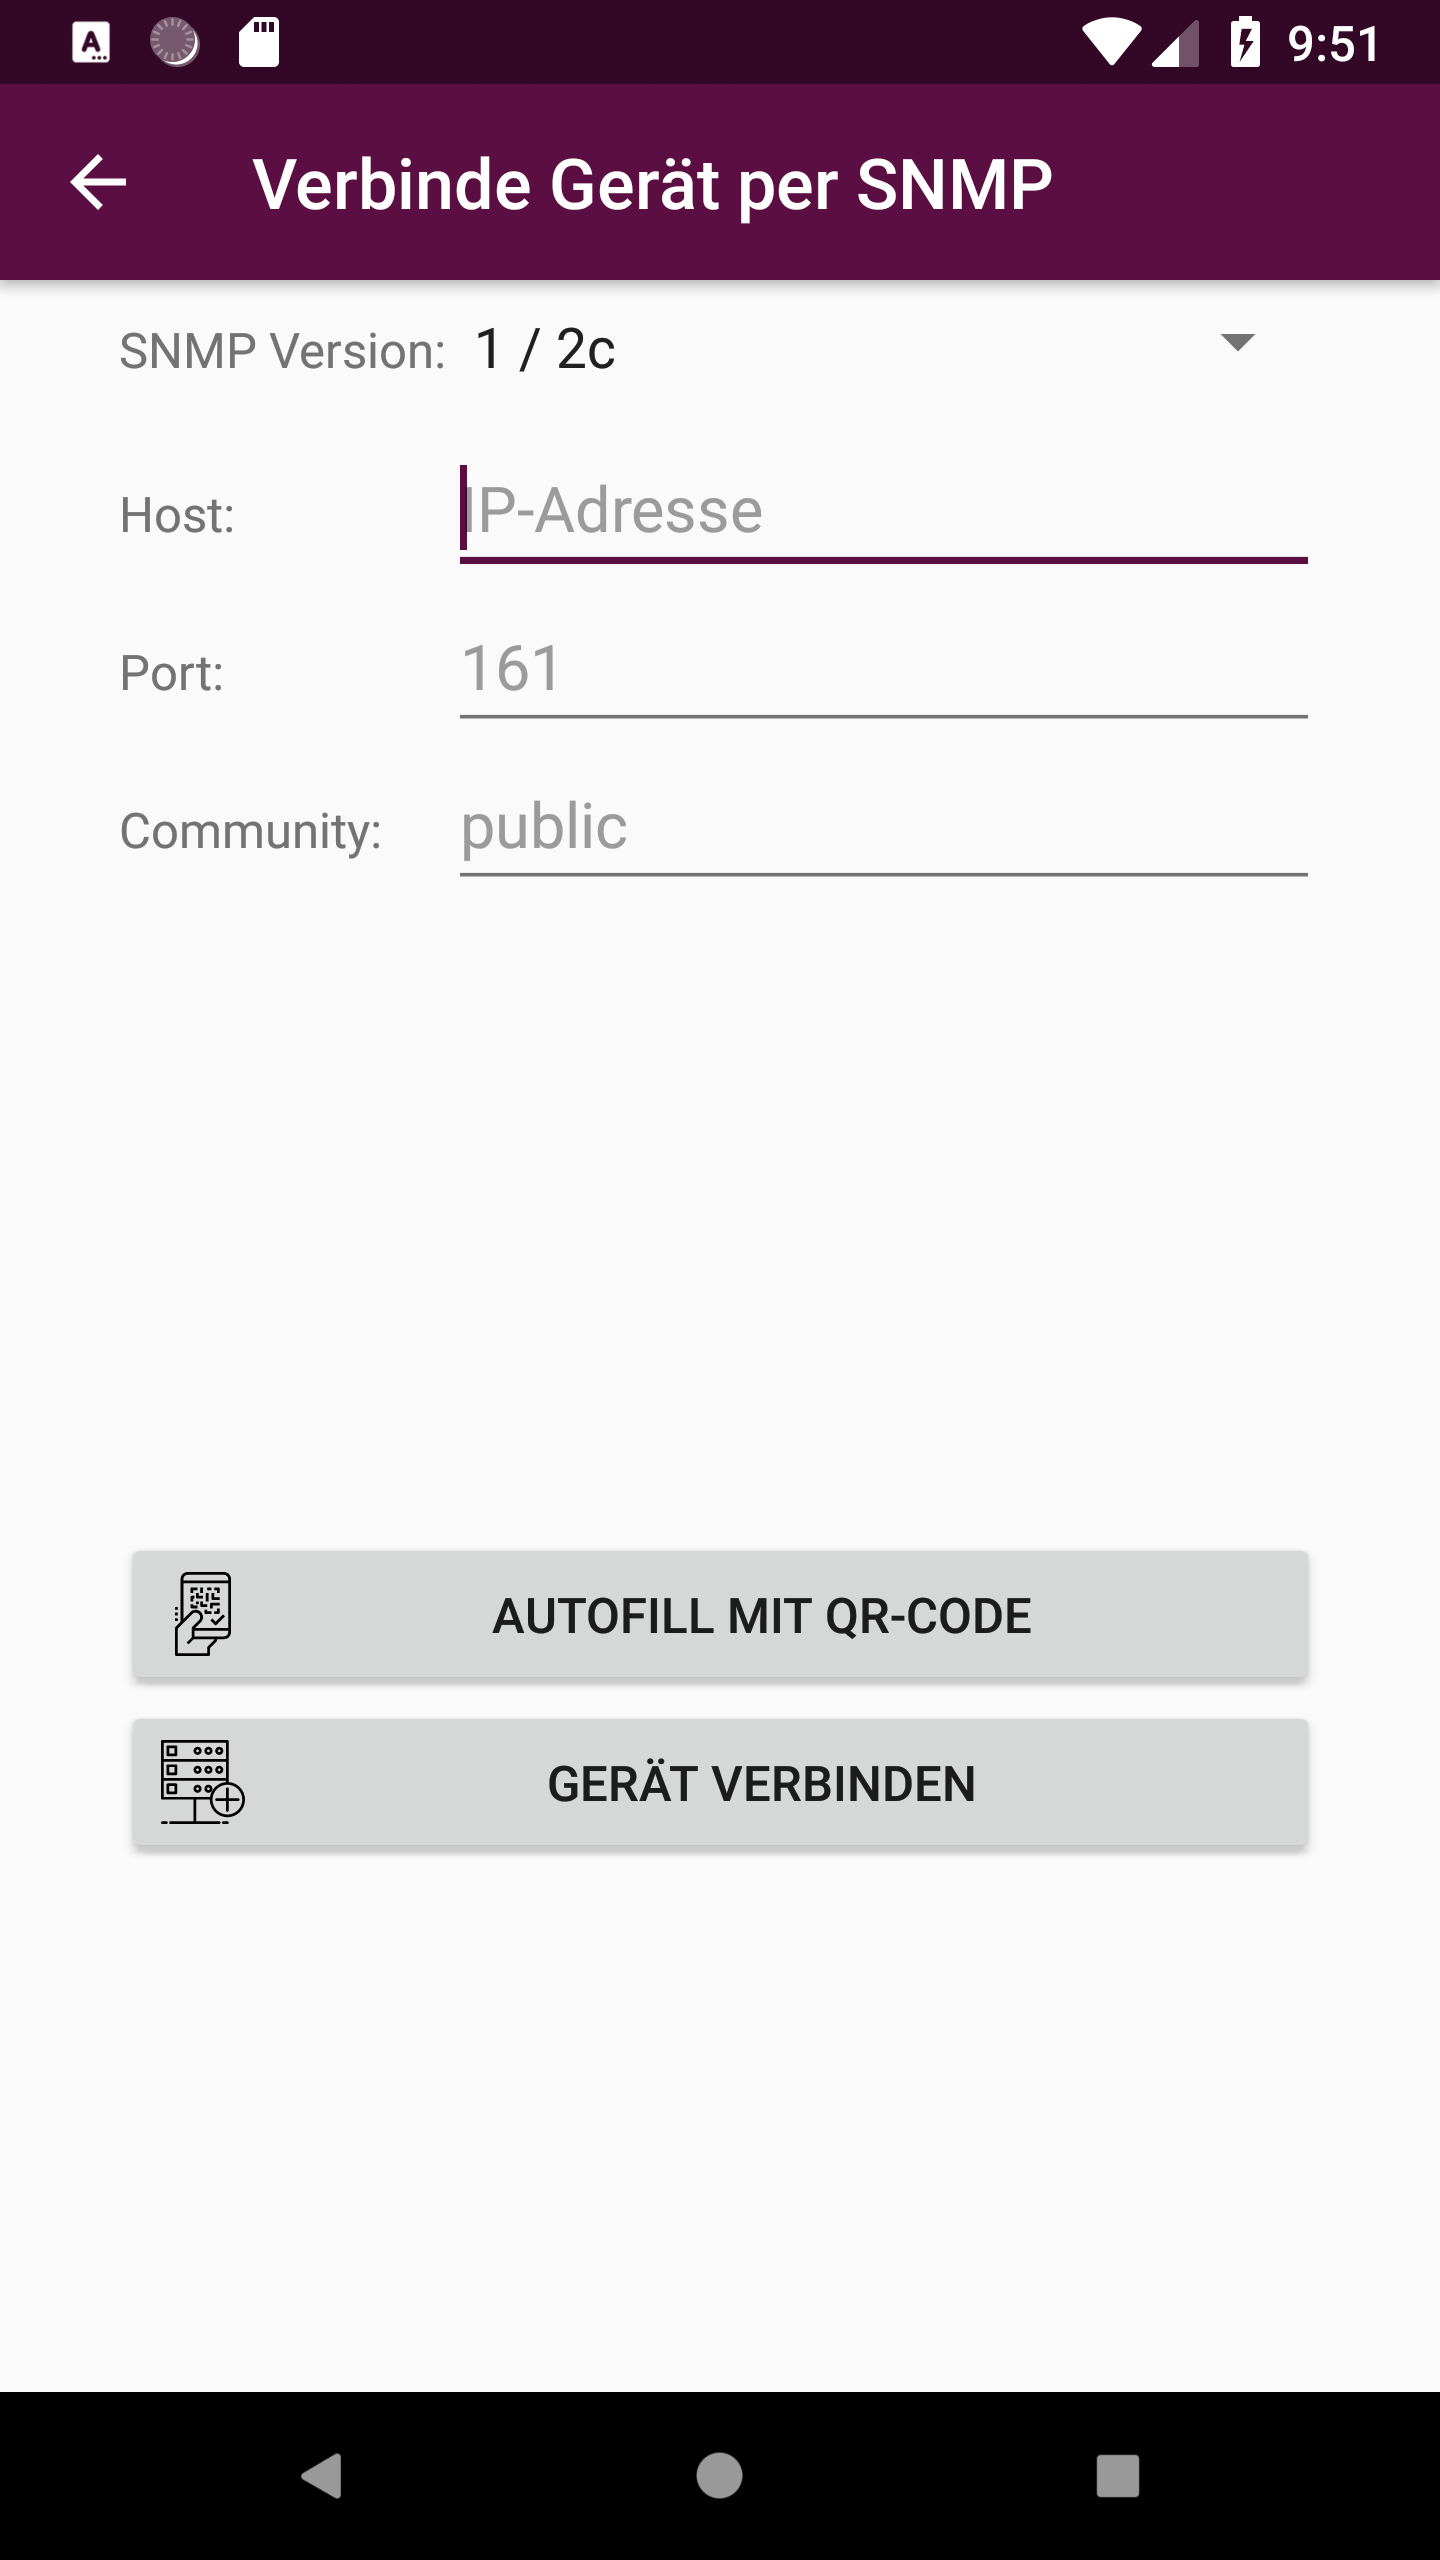 9:51
Verbinde Gerät per SNMP
SNMP Version: 1 / 2c
Host: IP-Adresse
Port: 161
Community: public
AUTOFILL MIT QR-CODE
GERÄT VERBINDEN